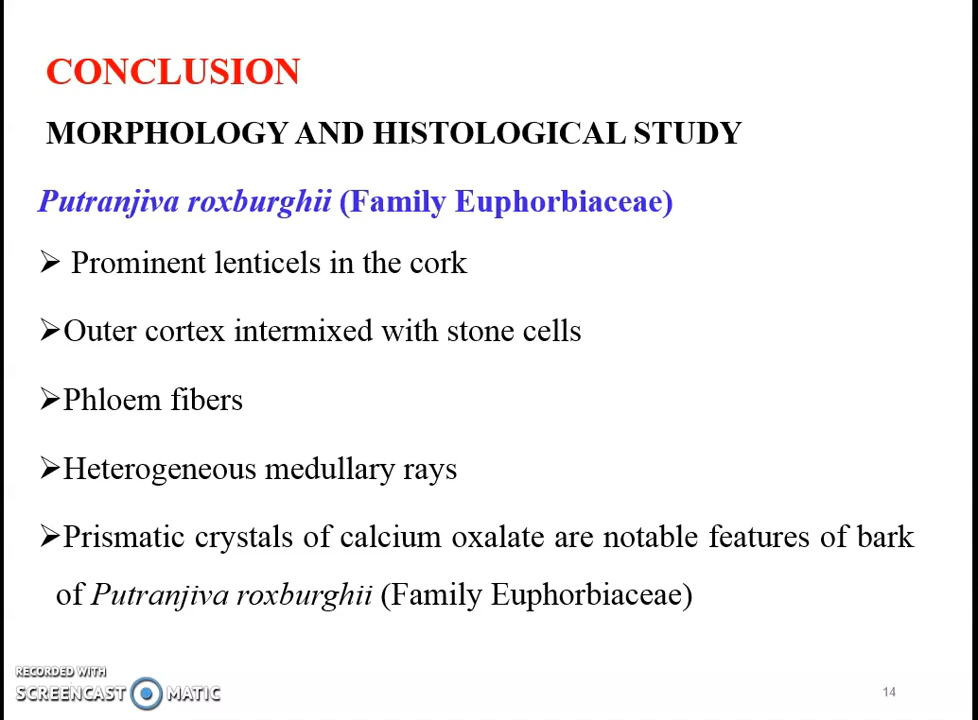 CONCLUSION
MORPHOLOGY AND HISTOLOGICAL STUDY
Putranjiva roxburghii (Family Euphorbiaceae)
➢ Prominent lenticels in the cork
➢Outer cortex intermixed with stone cells
➢Phloem fibers
➢Heterogeneous medullary rays
➢Prismatic crystals of calcium oxalate are notable features of bark
of Putranjiva roxburghii (Family Euphorbiaceae)
RECORDED WITH
SCREENCAST MATIC
14